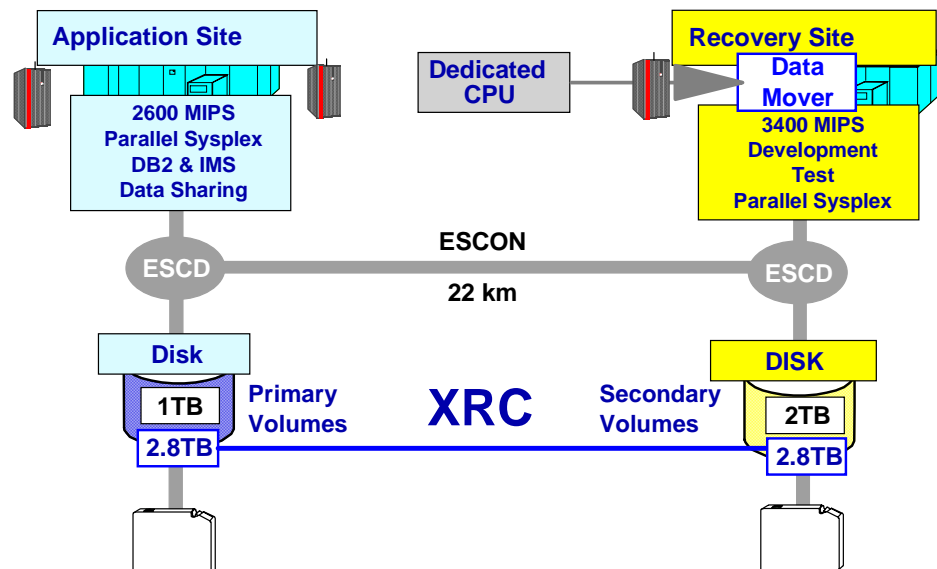 Application Site
2600 MIPS
Parallel Sysplex
DB2 & IMS
Data Sharing
Dedicated
CPU
Recovery Site
Data
Mover
3400 MIPS
Development
Test
Parallel Sysplex
ESCD
ESCON
22 km
ESCD
Disk
1TB
2.8TB
Primary
Volumes
XRC
Secondary
Volumes
DISK
2TB
2.8TB